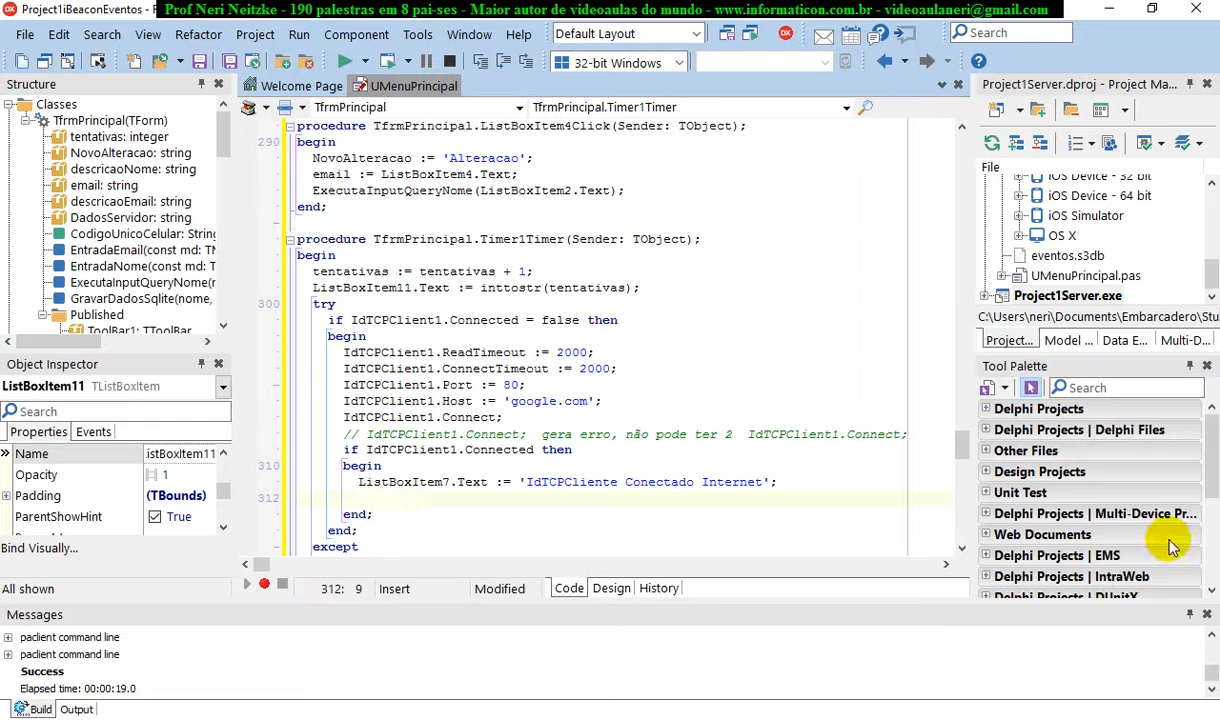 Project1iBeaconEventos - P
Prof Neri Neitzke - 190 palestras em 8 pai-ses - Maior autor de videoaulas do mundo - www.informaticon.com.br - videoaulaneri@gmail.com
File Edit Search View Refactor Project Run Component Tools Window Help
Default Layout
Search
32-bit Windows
Structure
Classes
TfrmPrincipal(TForm)
tentativas: integer
NovoAlteracao: string
descricaoNome: string
email: string
descricaoEmail: string
DadosServidor: string
CodigoUnicoCelular: String
EntradaEmail(const md: TM
EntradaNome(const md: T
ExecutaInputQueryNome(r
GravarDadosSqlite(nome,
Published
ToolBar1: TToolBar
Object Inspector
ListBoxItem11 TListBoxItem
Search
Properties Events
Name istBoxItem11
Opacity 1
Padding (TBounds)
ParentShowHint True
Bind Visually...
All shown
Welcome Page UMenuPrincipal
TfrmPrincipal TfrmPrincipal.Timer1Timer
procedure TfrmPrincipal.ListBoxItem4Click(Sender: TObject);
290 begin
NovoAlteracao := 'Alteracao';
email := ListBoxItem4.Text;
ExecutaInputQueryNome(ListBoxItem2.Text);
end;
procedure TfrmPrincipal.Timer1Timer(Sender: TObject);
begin
tentativas := tentativas + 1;
ListBoxItem11.Text := inttostr(tentativas);
300 try
if IdTCPClient1.Connected = false then
begin
IdTCPClient1.ReadTimeout := 2000;
IdTCPClient1.ConnectTimeout := 2000;
IdTCPClient1.Port := 80;
IdTCPClient1.Host := 'google.com';
IdTCPClient1.Connect;
// IdTCPClient1.Connect; gera erro, não pode ter 2 IdTCPClient1.Connect;
if IdTCPClient1.Connected then
310 begin
ListBoxItem7.Text := 'IdTCPCliente Conectado Internet';
312
end;
end;
except
312: 9 Insert Modified Code Design History
Project1Server.dproj - Project Ma...
File
iOS Device - 32 bit
iOS Device - 64 bit
iOS Simulator
OS X
eventos.s3db
UMenuPrincipal.pas
Project1Server.exe
C:\Users\neri\Documents\Embarcadero\Stu
Project... Model ... Data E... Multi-D...
Tool Palette
Search
Delphi Projects
Delphi Projects | Delphi Files
Other Files
Design Projects
Unit Test
Delphi Projects | Multi-Device Pr...
Web Documents
Delphi Projects | EMS
Delphi Projects | IntraWeb
Delphi Projects | DUnitX
Messages
paclient command line
paclient command line
Success
Elapsed time: 00:00:19.0
Build Output